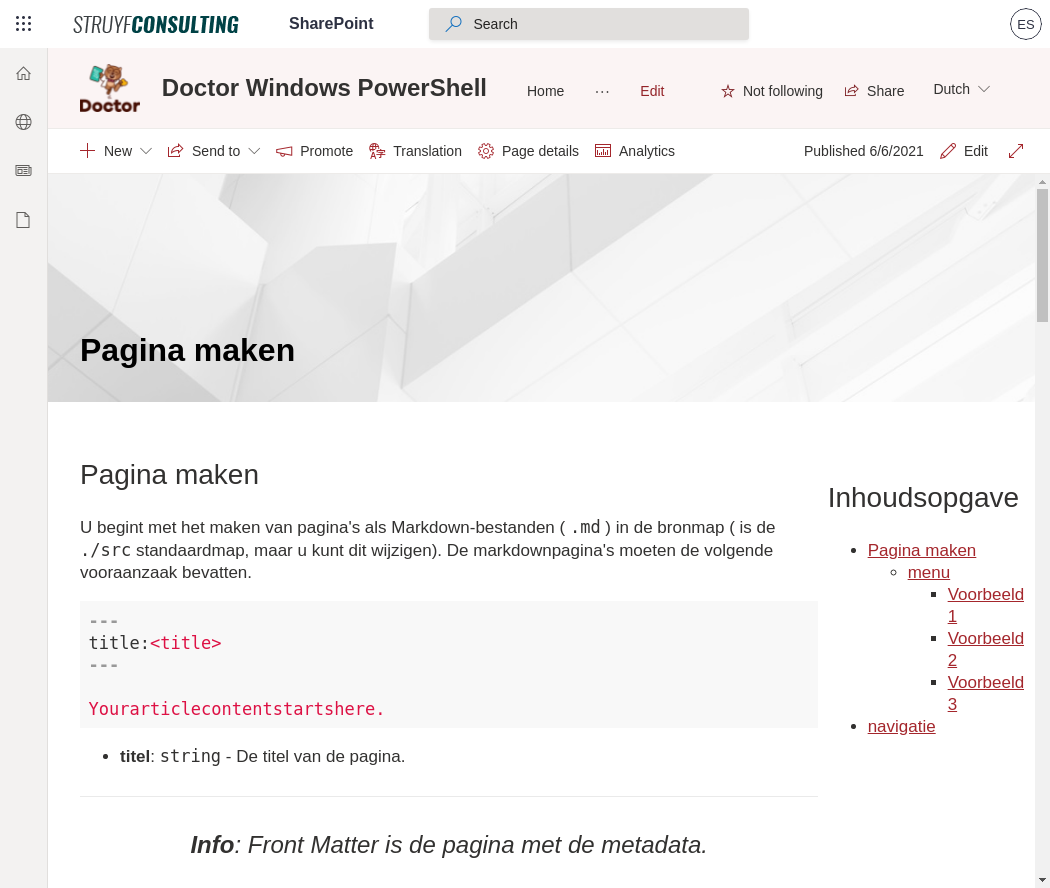 STRUYFCONSULTING SharePoint Search ES
Doctor
Doctor Windows PowerShell Home ... Edit Not following Share Dutch
New Send to Promote Translation Page details Analytics Published 6/6/2021 Edit
Pagina maken
Pagina maken
U begint met het maken van pagina's als Markdown-bestanden ( .md ) in de bronmap ( is de
./src standaardmap, maar u kunt dit wijzigen). De markdownpagina's moeten de volgende
vooraanzaak bevatten.
---
title:<title>
---
Yourarticlecontentstartshere.
• titel: string - De titel van de pagina.
Info: Front Matter is de pagina met de metadata.
Inhoudsopgave
• Pagina maken
◦ menu
▪ Voorbeeld
1
▪ Voorbeeld
2
▪ Voorbeeld
3
• navigatie